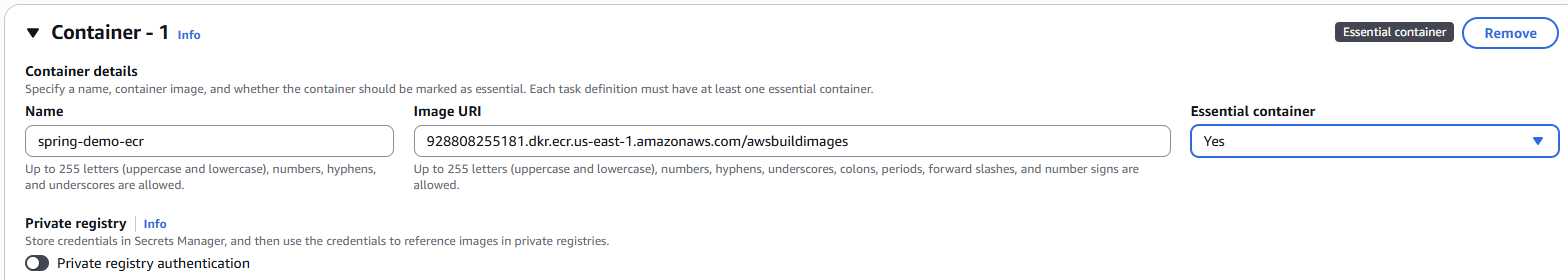 Container - 1 Info
Essential container
Remove
Container details
Specify a name, container image, and whether the container should be marked as essential. Each task definition must have at least one essential container.
Name
Image URI
Essential container
spring-demo-ecr
928808255181.dkr.ecr.us-east-1.amazonaws.com/awsbuildimages
Yes
Up to 255 letters (uppercase and lowercase), numbers, hyphens,
and underscores are allowed.
Up to 255 letters (uppercase and lowercase), numbers, hyphens, underscores, colons, periods, forward slashes, and number signs are
allowed.
Private registry Info
Store credentials in Secrets Manager, and then use the credentials to reference images in private registries.
Private registry authentication